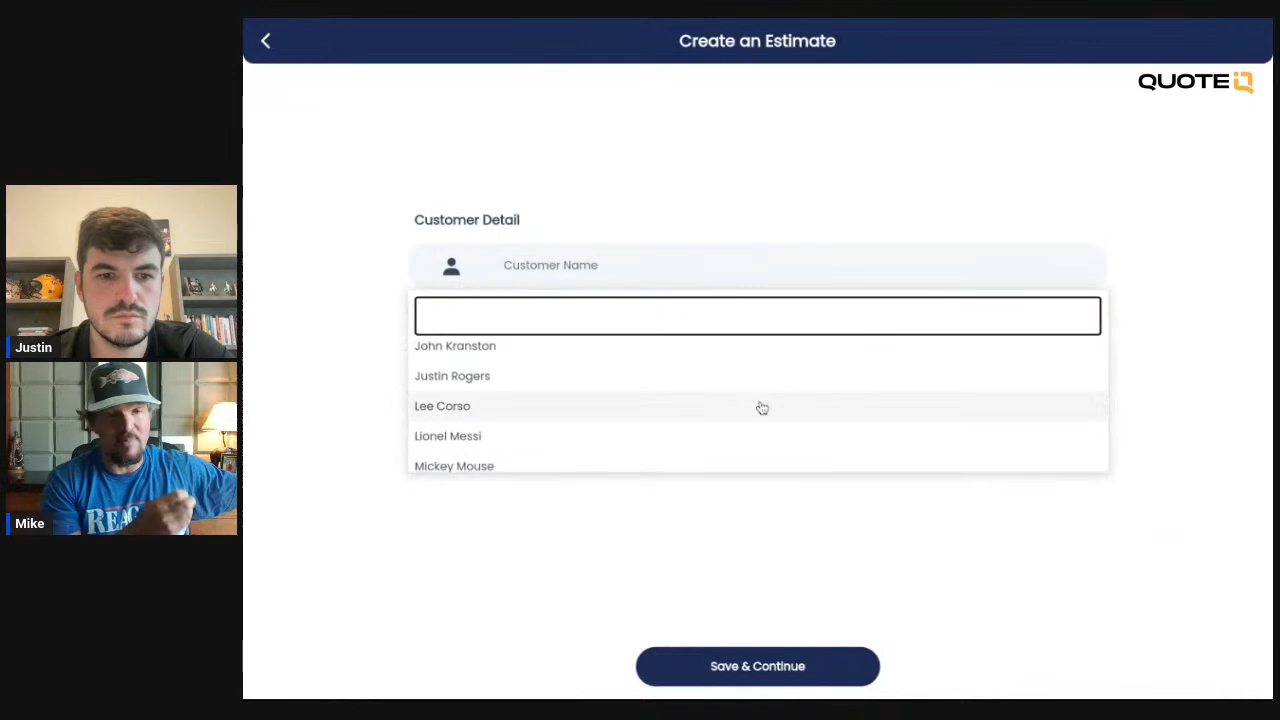 Create an Estimate
QUOTE iQ
Customer Detail
Customer Name
John Kranston
Justin Rogers
Lee Corso
Lionel Messi
Mickey Mouse
Save & Continue
Justin
Mike